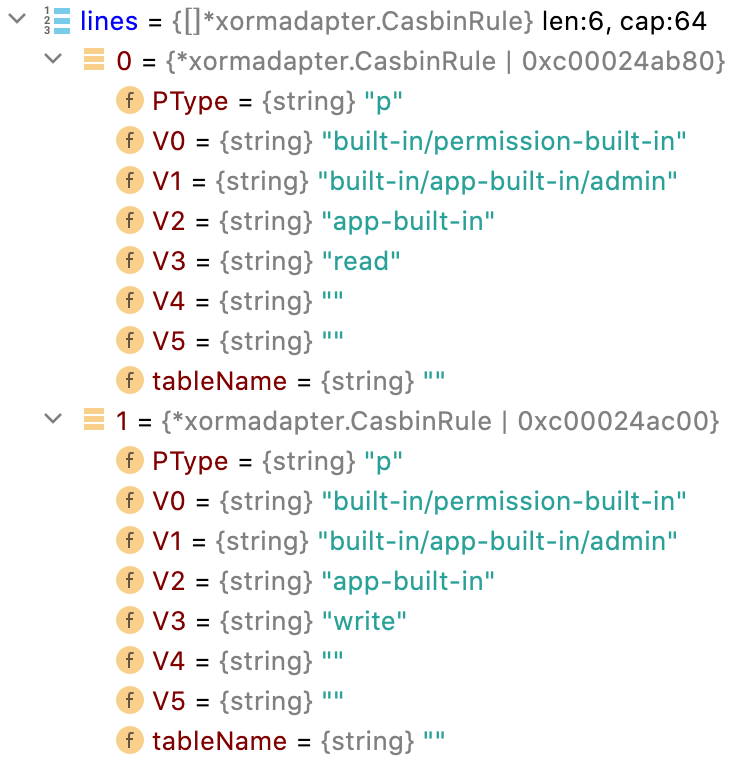 lines = {[]*xormadapter.CasbinRule} len:6, cap:64
0 = {*xormadapter.CasbinRule | 0xc00024ab80}
f PType = {string} "p"
f V0 = {string} "built-in/permission-built-in"
f V1 = {string} "built-in/app-built-in/admin"
f V2 = {string} "app-built-in"
f V3 = {string} "read"
f V4 = {string} ""
f V5 = {string} ""
f tableName = {string} ""
1 = {*xormadapter.CasbinRule | 0xc00024ac00}
f PType = {string} "p"
f V0 = {string} "built-in/permission-built-in"
f V1 = {string} "built-in/app-built-in/admin"
f V2 = {string} "app-built-in"
f V3 = {string} "write"
f V4 = {string} ""
f V5 = {string} ""
f tableName = {string} ""